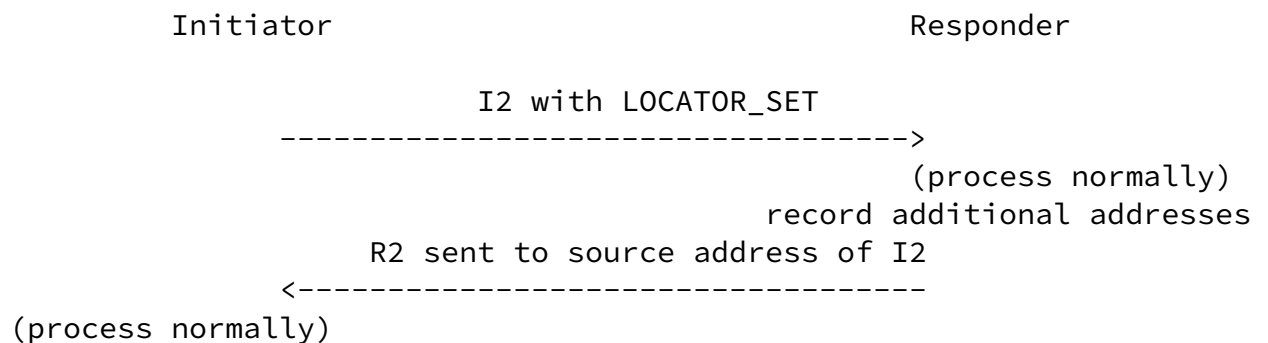 Initiator Responder
I2 with LOCATOR_SET
----------------------------------->
(process normally)
record additional addresses
R2 sent to source address of I2
<-----------------------------------
(process normally)